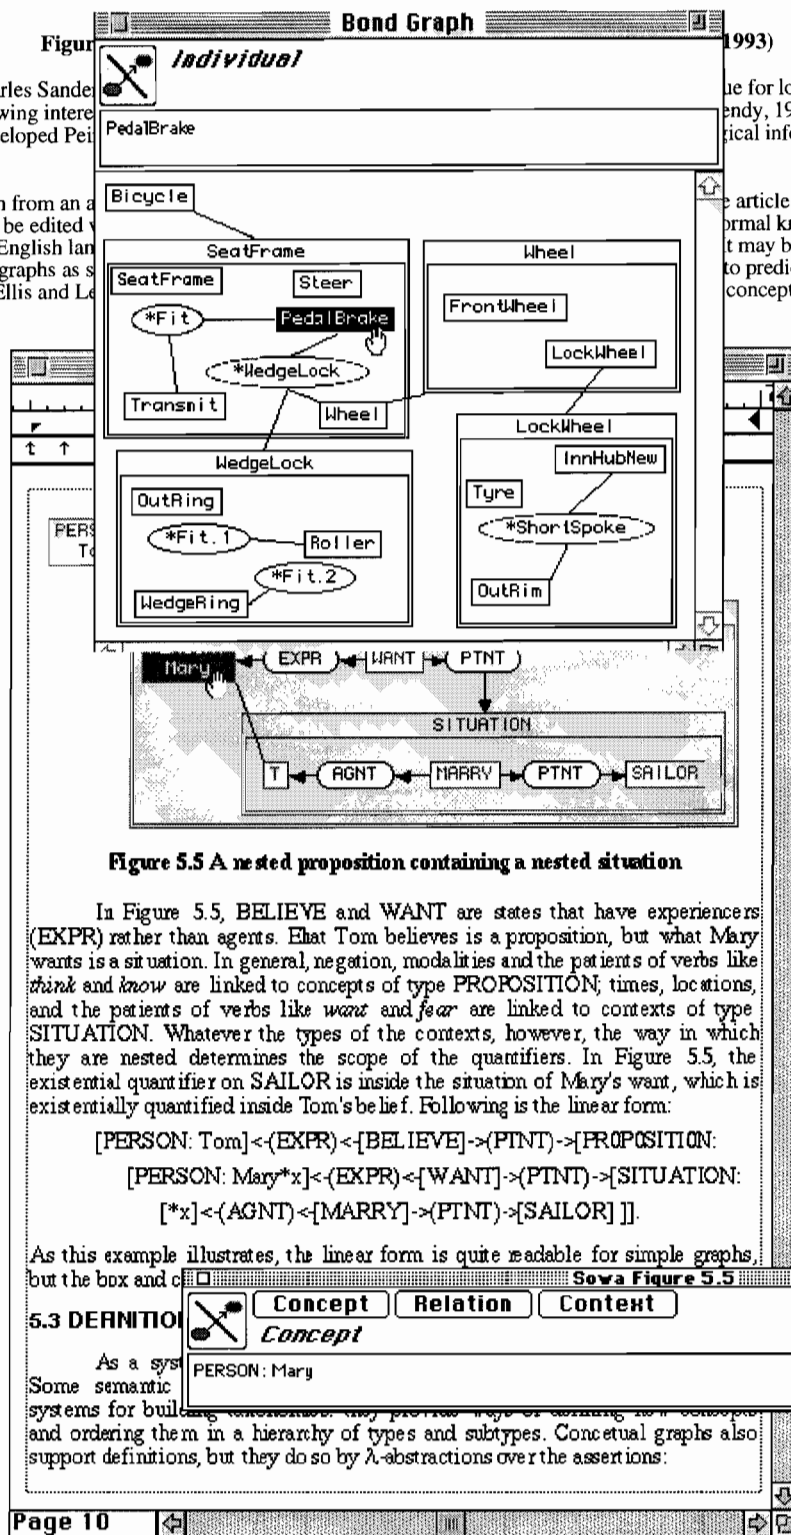 Bond Graph
Figur
1993)
Individual
rles Sande
ue for lo
wing intere
endy, 19
eloped Pei
gical info
PedalBrake
n from an a
e article
be edited v
ormal kn
English lan
t may b
graphs as s
to predi
Ellis and Le
concept
Bicycle
SeatFrame
Wheel
SeatFrame
Steer
FrontWheel
*Fit
PedalBrake
LockWheel
*WedgeLock
Transmit
Wheel
LockWheel
WedgeLock
InnHubNew
OutRing
Tyre
*Fit.1
Roller
*ShortSpoke
*Fit.2
WedgeRing
OutRim
PERS
To
Mary
EXPR
WANT
PTNT
SITUATION
T
AGNT
MARRY
PTNT
SAILOR
Figure 5.5 A nested proposition containing a nested situation
In Figure 5.5, BELIEVE and WANT are states that have experiencers
(EXPR) rather than agents. Ehat Tom believes is a proposition, but what Mary
wants is a situation. In general, negation, modalities and the patients of verbs like
think and know are linked to concepts of type PROPOSITION; times, locations,
and the patients of verbs like want and fear are linked to contexts of type
SITUATION. Whatever the types of the contexts, however, the way in which
they are nested determines the scope of the quantifiers. In Figure 5.5, the
existential quantifier on SAILOR is inside the situation of Mary's want, which is
existentially quantified inside Tom's belief. Following is the linear form:
[PERSON: Tom]<-(EXPR)<-[BELIEVE]->(PTNT)->[PROPOSITION:
[PERSON: Mary*x]<-(EXPR)<-[WANT]->(PTNT)->[SITUATION:
[*x]<-(AGNT)<-[MARRY]->(PTNT)->[SAILOR] ]].
As this example illustrates, the linear form is quite readable for simple graphs,
but the box and c
Sowa Figure 5.5
Concept
Relation
Context
5.3 DEFINITIO
Concept
As a syst
PERSON: Mary
Some semantic
systems for buil
and ordering them in a hierarchy of types and subtypes. Concetual graphs also
support definitions, but they do so by λ-abstractions over the assertions:
Page 10